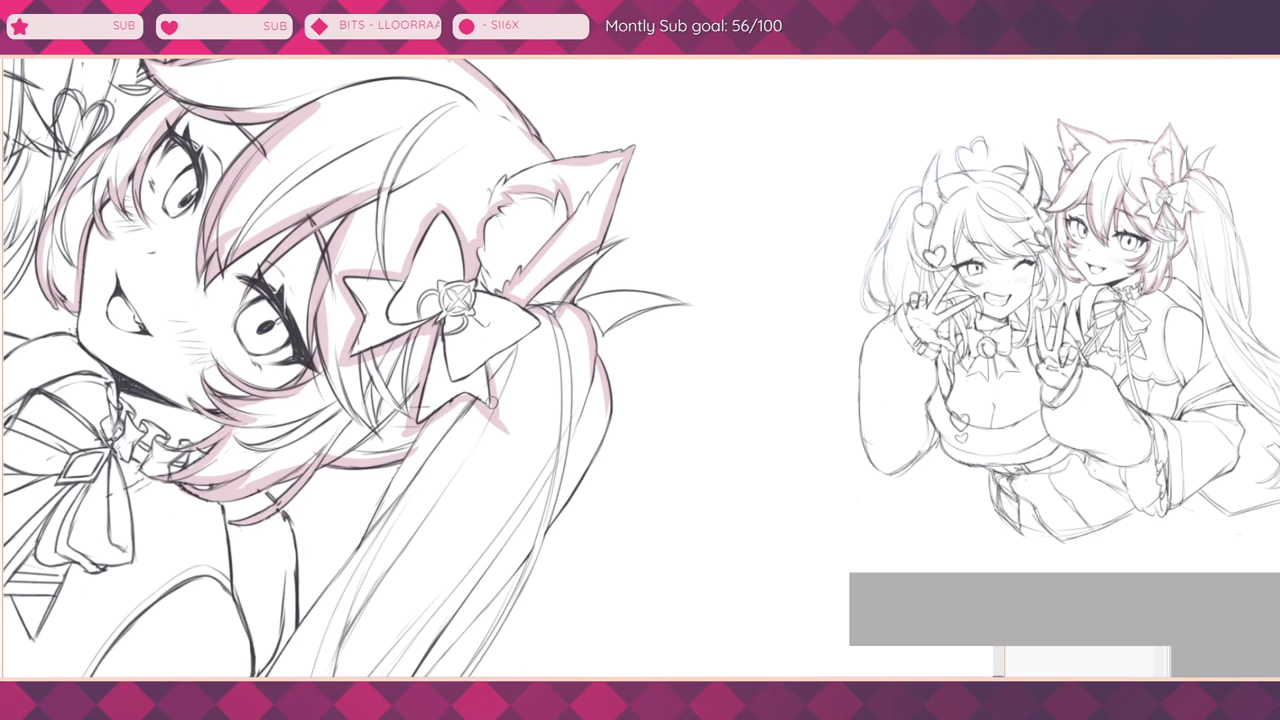 SUB
SUB
BITS - LLOORRAA
- SII6X
Montly Sub goal: 56/100